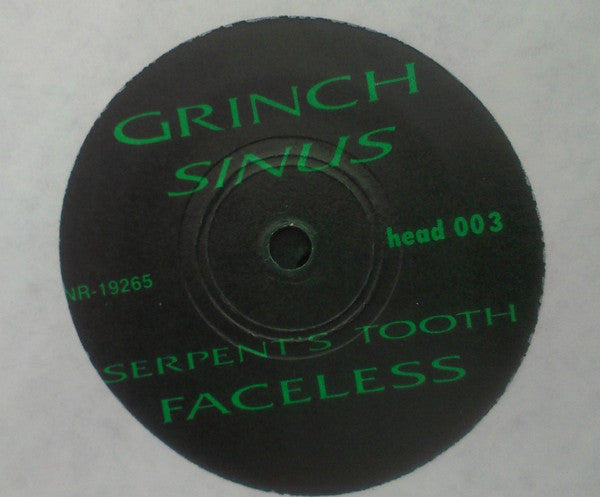 GRINCH
SINUS
head 003
NR-19265
SERPENT'S TOOTH
FACELESS